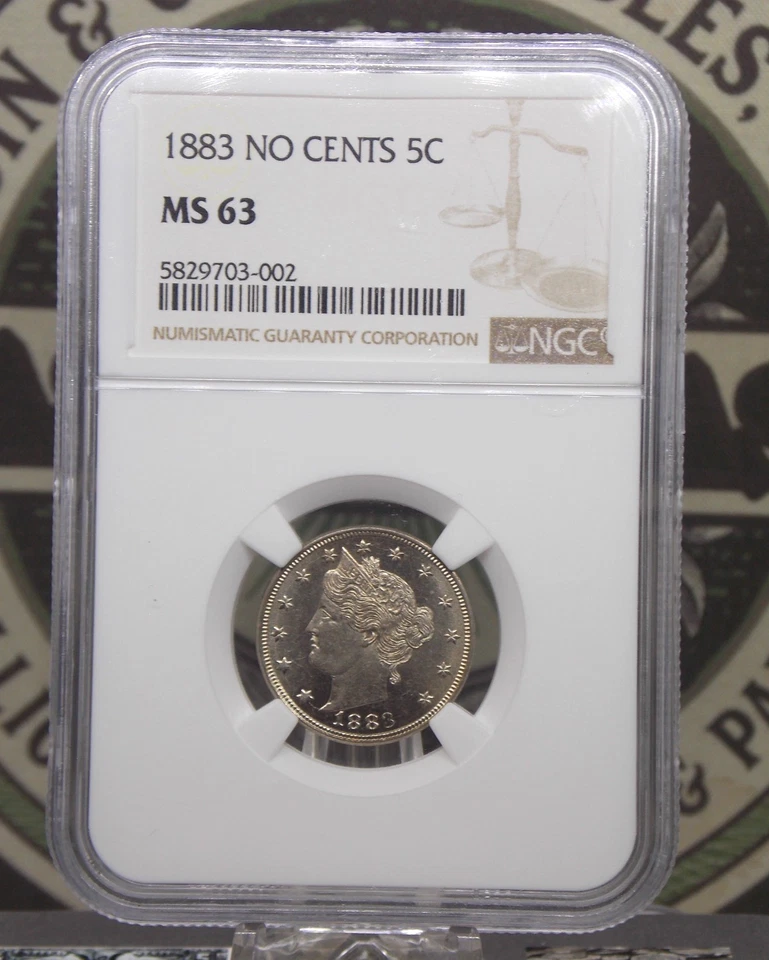 1883 NO CENTS 5C
MS 63
5829703-002
NUMISMATIC GUARANTY CORPORATION
NGC
1883